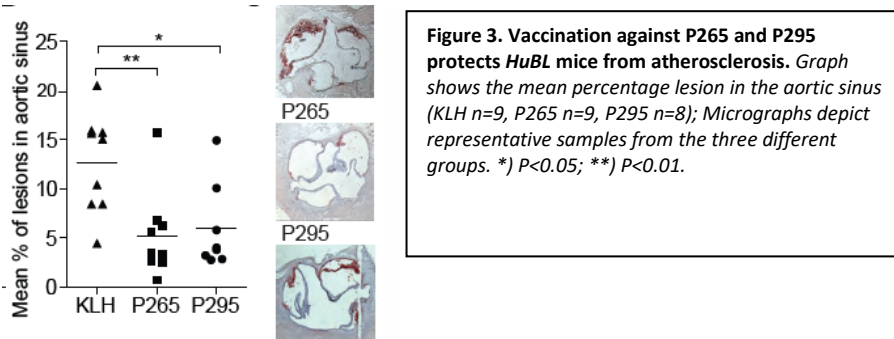 25
20
15
10
5
0
Mean % of lesions in aortic sinus
*
**
KLH P265 P295
P265
P295
Figure 3. Vaccination against P265 and P295
protects HuBL mice from atherosclerosis. Graph
shows the mean percentage lesion in the aortic sinus
(KLH n=9, P265 n=9, P295 n=8); Micrographs depict
representative samples from the three different
groups. *) P<0.05; **) P<0.01.